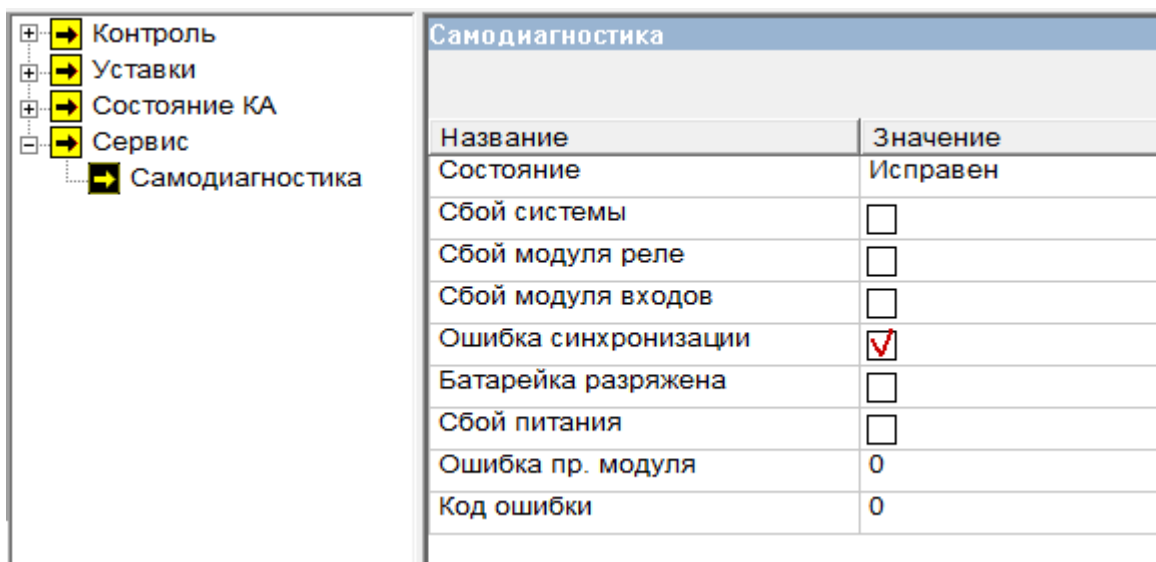 Контроль
Уставки
Состояние КА
Сервис
Самодиагностика
Самодиагностика
Название Значение
Состояние Исправен
Сбой системы
Сбой модуля реле
Сбой модуля входов
Ошибка синхронизации
Батарейка разряжена
Сбой питания
Ошибка пр. модуля 0
Код ошибки 0